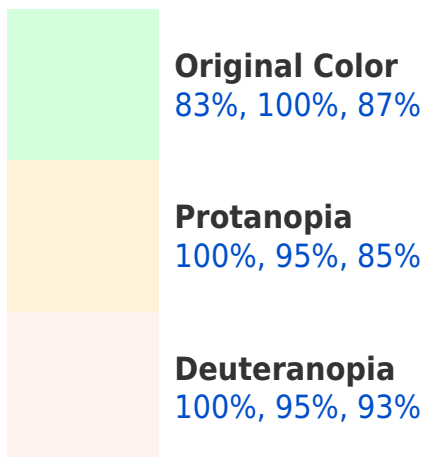 Original Color
83%, 100%, 87%
Protanopia
100%, 95%, 85%
Deuteranopia
100%, 95%, 93%